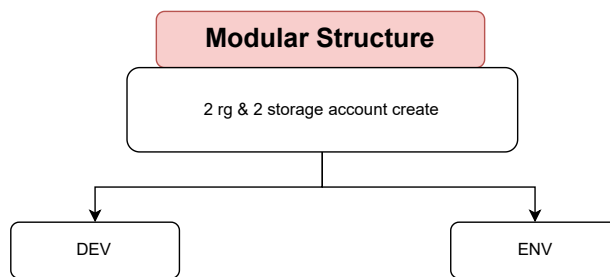 Modular Structure
2 rg & 2 storage account create
DEV
ENV